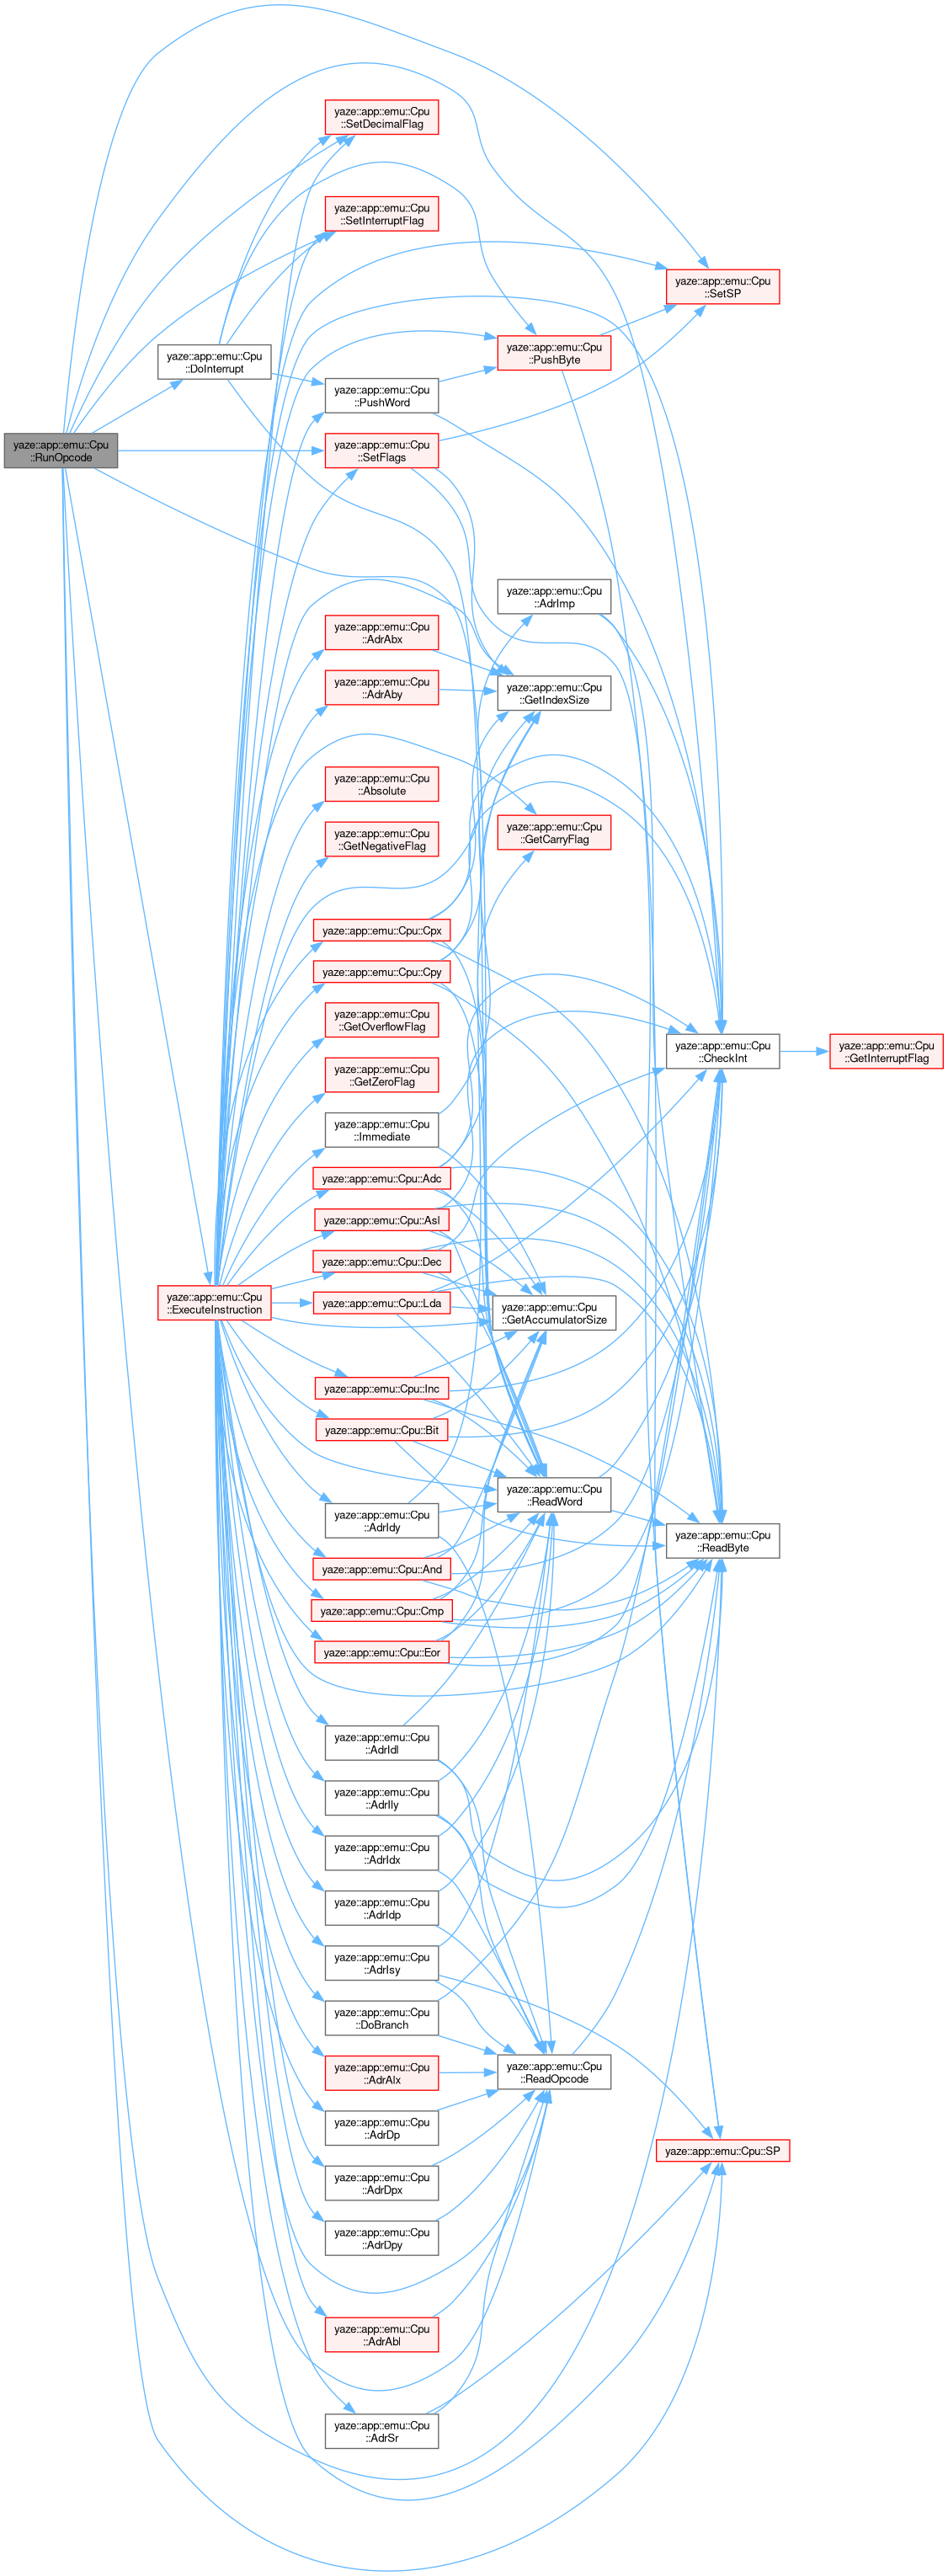 yaze::app::emu::Cpu
::RunOpcode
yaze::app::emu::Cpu
::DoInterrupt
yaze::app::emu::Cpu
::ExecuteInstruction
yaze::app::emu::Cpu
::SetDecimalFlag
yaze::app::emu::Cpu
::SetInterruptFlag
yaze::app::emu::Cpu
::PushWord
yaze::app::emu::Cpu
::SetFlags
yaze::app::emu::Cpu
::AdrAbx
yaze::app::emu::Cpu
::AdrAby
yaze::app::emu::Cpu
::Absolute
yaze::app::emu::Cpu
::GetNegativeFlag
yaze::app::emu::Cpu::Cpx
yaze::app::emu::Cpu::Cpy
yaze::app::emu::Cpu
::GetOverflowFlag
yaze::app::emu::Cpu
::GetZeroFlag
yaze::app::emu::Cpu
::Immediate
yaze::app::emu::Cpu::Adc
yaze::app::emu::Cpu::Asl
yaze::app::emu::Cpu::Dec
yaze::app::emu::Cpu::Lda
yaze::app::emu::Cpu::Inc
yaze::app::emu::Cpu::Bit
yaze::app::emu::Cpu
::AdrIdy
yaze::app::emu::Cpu::And
yaze::app::emu::Cpu::Cmp
yaze::app::emu::Cpu::Eor
yaze::app::emu::Cpu
::AdrIdl
yaze::app::emu::Cpu
::AdrIly
yaze::app::emu::Cpu
::AdrIdx
yaze::app::emu::Cpu
::AdrIdp
yaze::app::emu::Cpu
::AdrIsy
yaze::app::emu::Cpu
::DoBranch
yaze::app::emu::Cpu
::AdrAlx
yaze::app::emu::Cpu
::AdrDp
yaze::app::emu::Cpu
::AdrDpx
yaze::app::emu::Cpu
::AdrDpy
yaze::app::emu::Cpu
::AdrAbl
yaze::app::emu::Cpu
::AdrSr
yaze::app::emu::Cpu
::PushByte
yaze::app::emu::Cpu
::AdrImp
yaze::app::emu::Cpu
::GetIndexSize
yaze::app::emu::Cpu
::GetCarryFlag
yaze::app::emu::Cpu
::GetAccumulatorSize
yaze::app::emu::Cpu
::ReadWord
yaze::app::emu::Cpu
::ReadOpcode
yaze::app::emu::Cpu
::SetSP
yaze::app::emu::Cpu
::CheckInt
yaze::app::emu::Cpu
::ReadByte
yaze::app::emu::Cpu::SP
yaze::app::emu::Cpu
::GetInterruptFlag